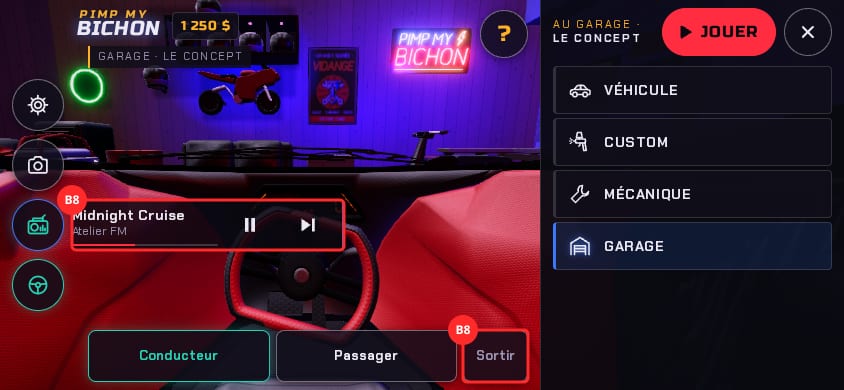 PIMP MY
BICHON
1 250 $
GARAGE · LE CONCEPT
VIDANGE
PIMP MY
BICHON
?
AU GARAGE ·
LE CONCEPT
JOUER
VÉHICULE
CUSTOM
MÉCANIQUE
GARAGE
B8
Midnight Cruise
Atelier FM
B8
Conducteur
Passager
Sortir